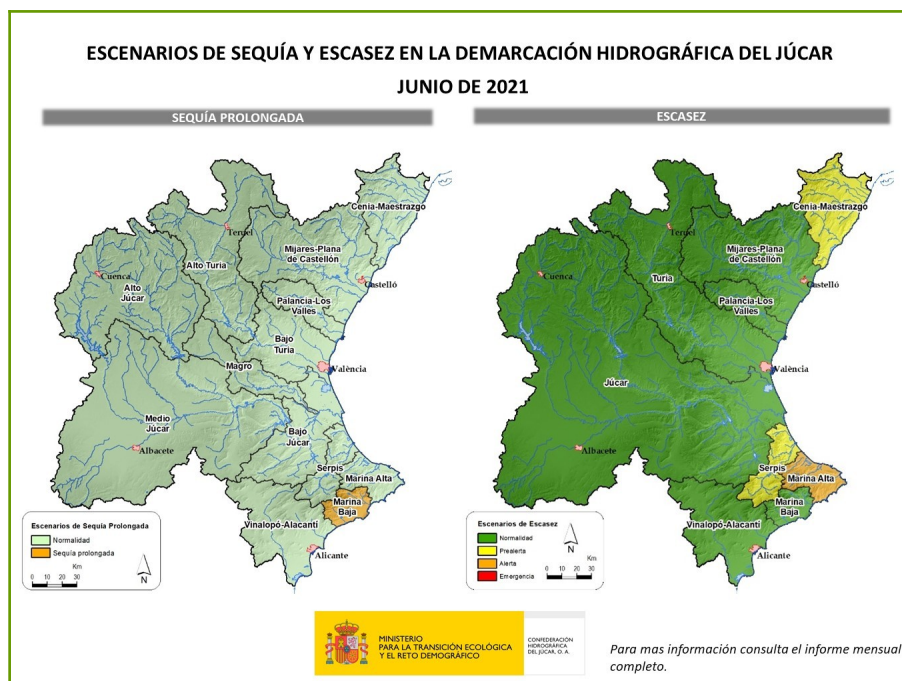 ESCENARIOS DE SEQUÍA Y ESCASEZ EN LA DEMARCACIÓN HIDROGRÁFICA DEL JÚCAR
JUNIO DE 2021
SEQUÍA PROLONGADA
Cenia-Maestrazgo
Teruel
Mijares-Plana
de Castellón
Alto Turia
Cuenca
Alto
Júcar
Castelló
Palancia-Los
Valles
Bajo
Turia
Magro
València
Medio
Júcar
Bajo
Júcar
Albacete
Serpis
Marina Alta
Marina
Baja
Vinalopó-Alacantí
Alicante
Escenarios de Sequía Prolongada
Normalidad
Sequía prolongada
Km
0 10 20 30
N
ESCASEZ
Cenia-Maestrazgo
Teruel
Mijares-Plana
de Castellón
Cuenca
Turia
Castelló
Palancia-Los
Valles
València
Júcar
Albacete
Serpis
Marina Alta
Marina
Baja
Vinalopó-Alacantí
Alicante
Escenarios de Escasez
Normalidad
Prealerta
Alerta
Emergencia
N
Km
0 10 20 30
MINISTERIO
PARA LA TRANSICIÓN ECOLÓGICA
Y EL RETO DEMOGRÁFICO
CONFEDERACIÓN
HIDROGRÁFICA
DEL JÚCAR, O. A.
Para mas información consulta el informe mensual
completo.